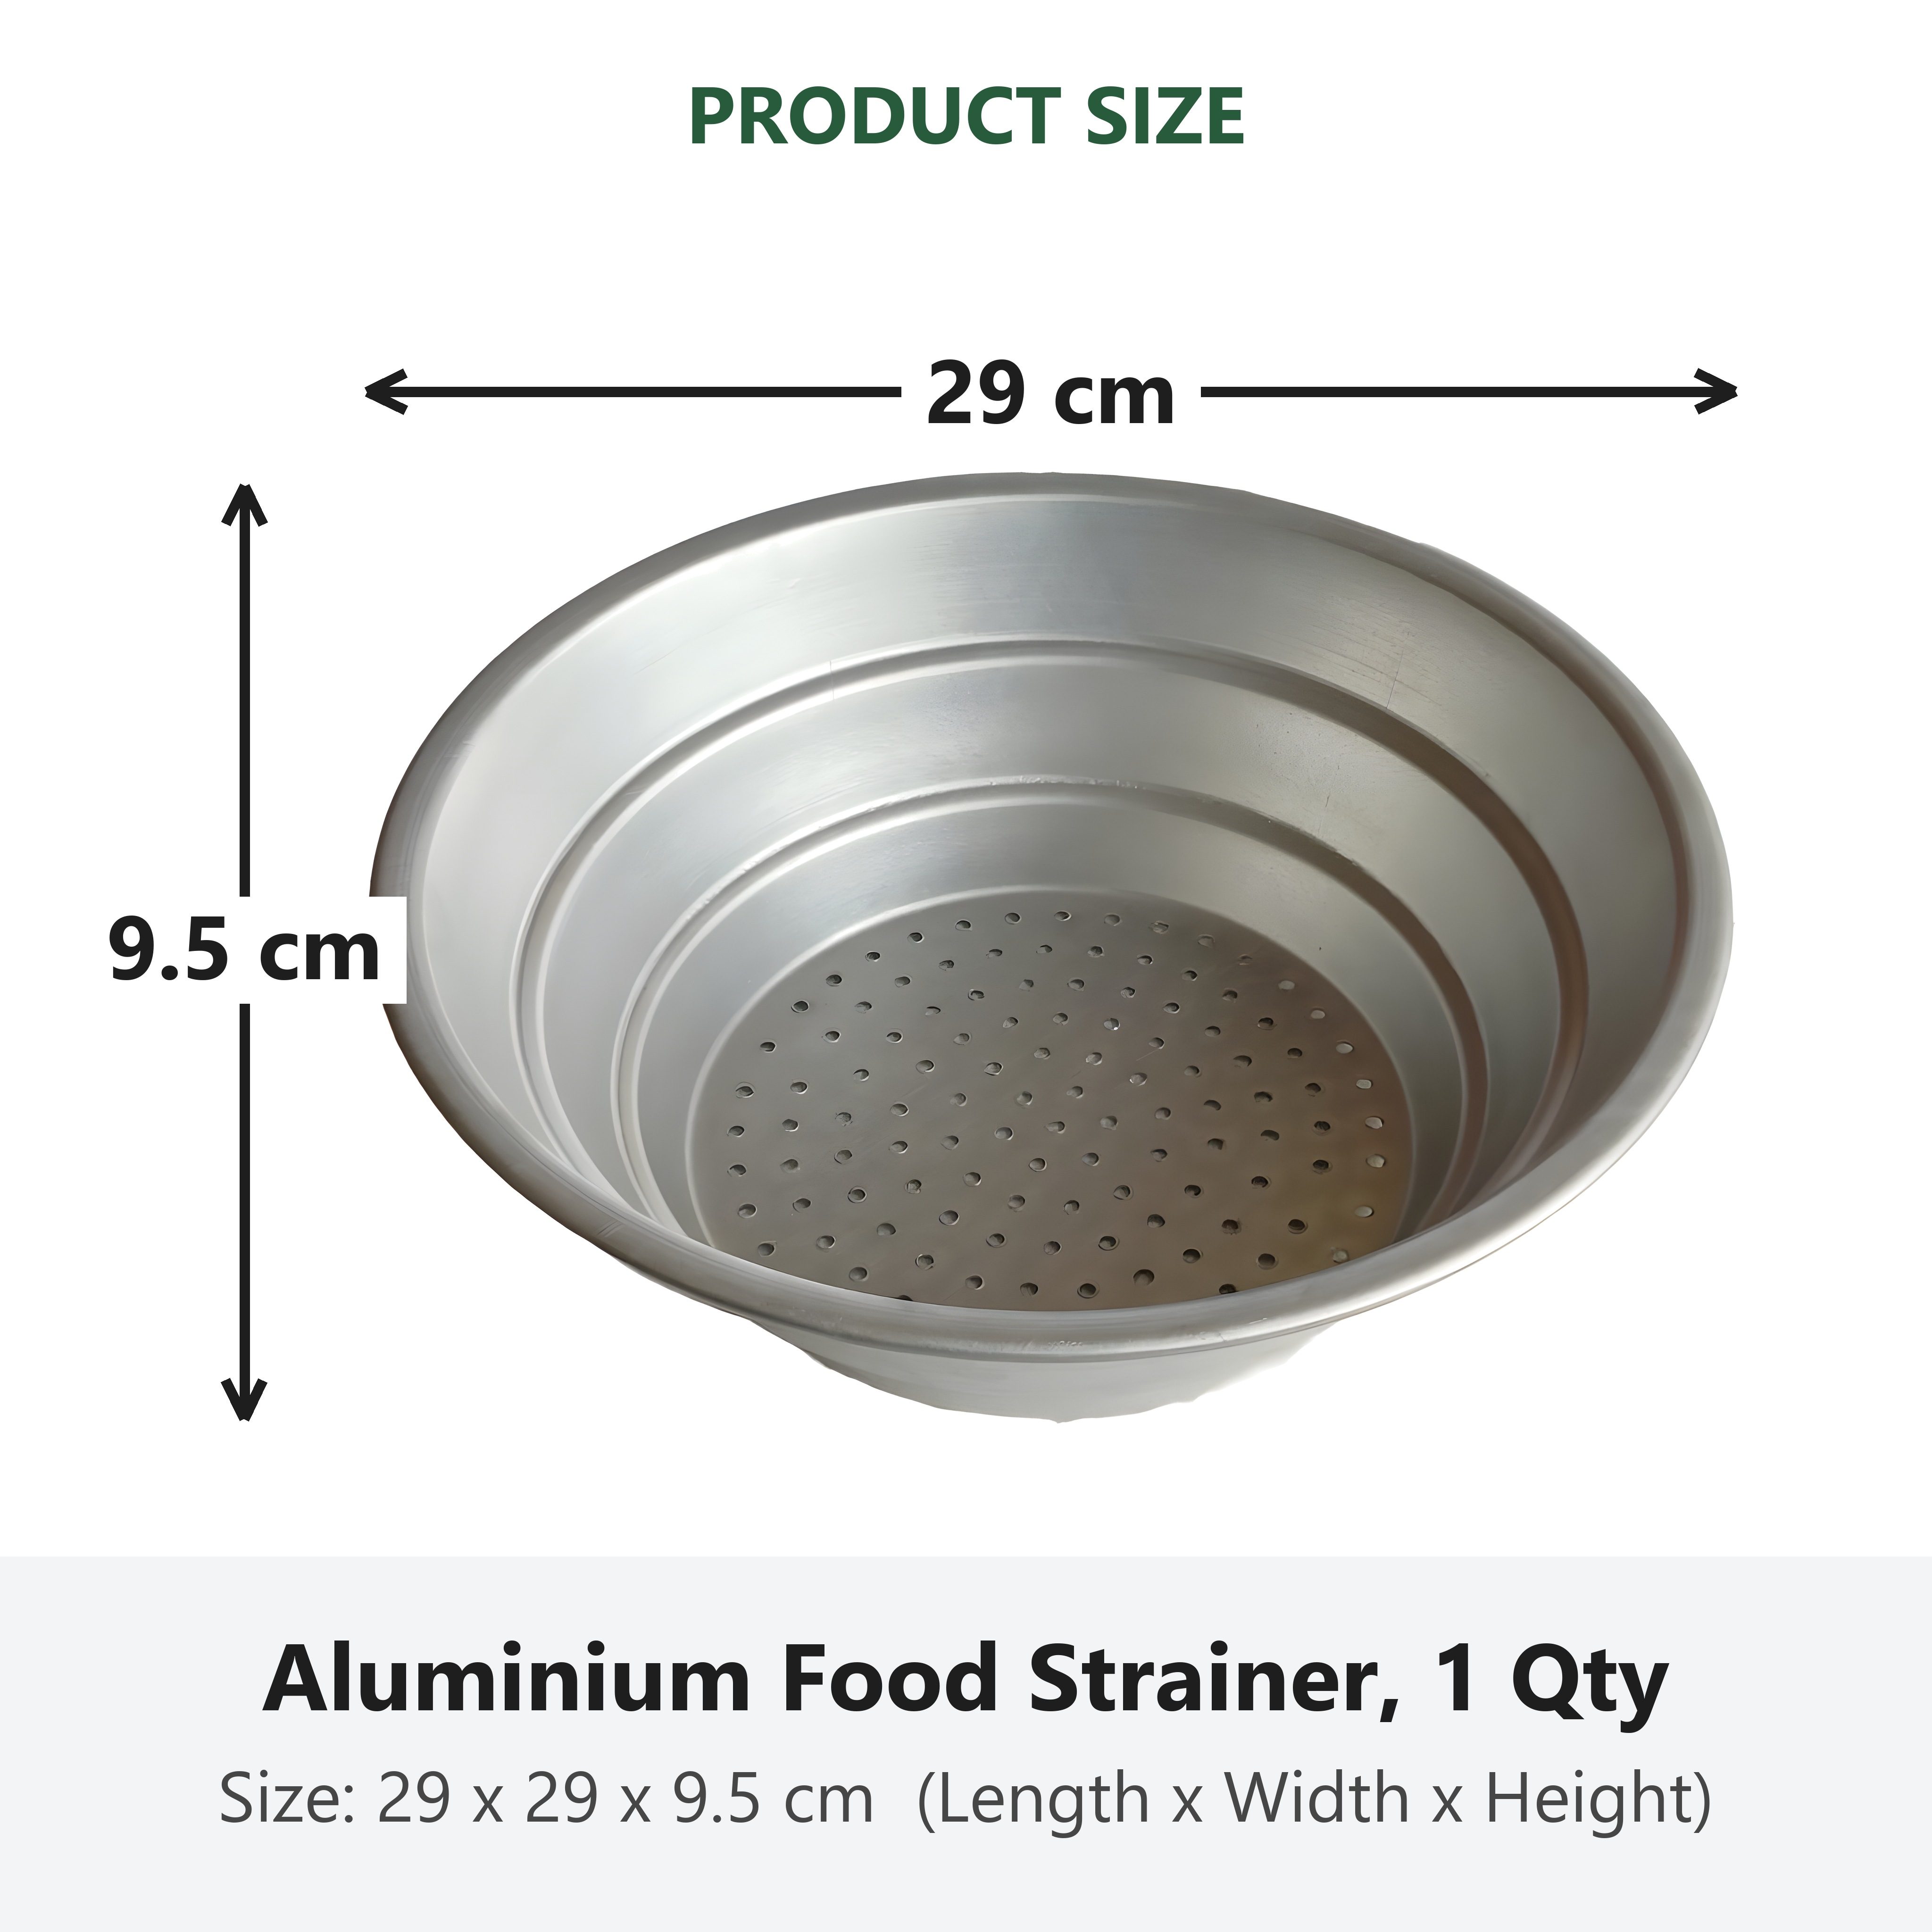 PRODUCT SIZE
29 cm
9.5 cm
Aluminium Food Strainer, 1 Qty
Size: 29 x 29 x 9.5 cm (Length x Width x Height)